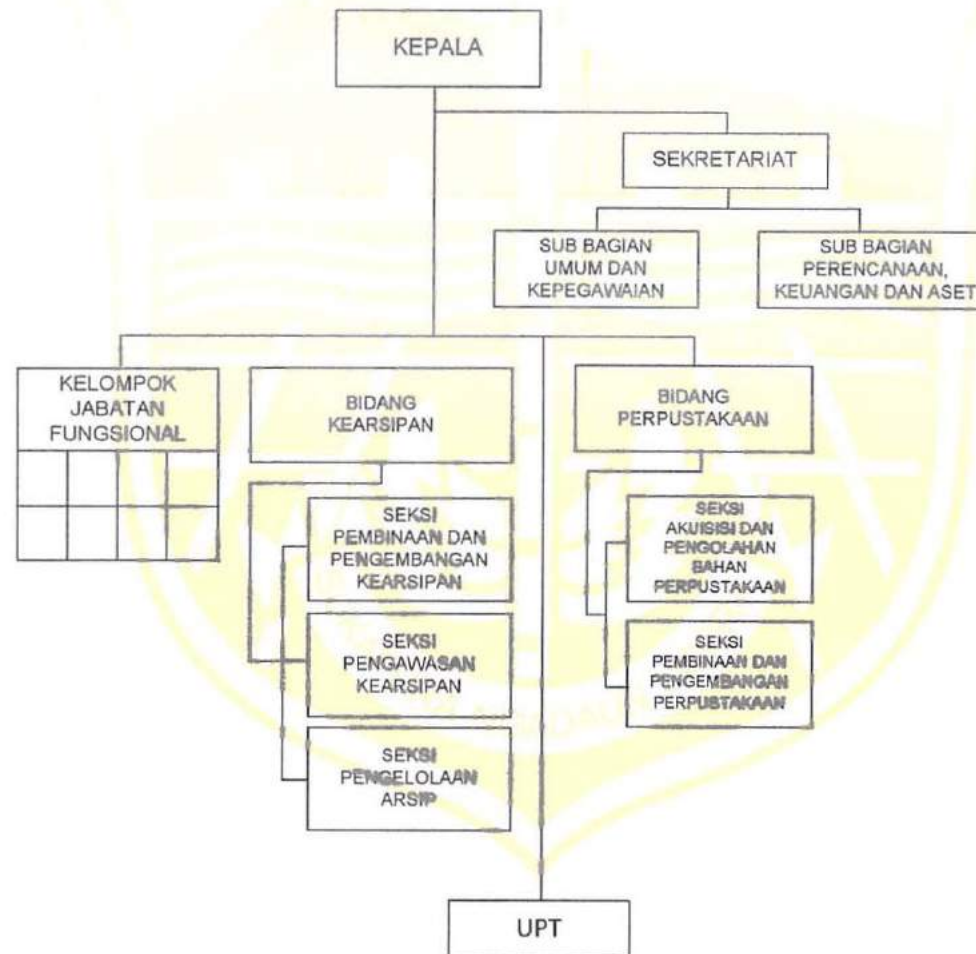 KEPALA
SEKRETARIAT
SUB BAGIAN
UMUM DAN
KEPEGAWAIAN
SUB BAGIAN
PERENCANAAN,
KEUANGAN DAN ASET
KELOMPOK
JABATAN
FUNGSIONAL
BIDANG
KEARSIPAN
SEKSI
PEMBINAAN DAN
PENGEMBANGAN
KEARSIPAN
SEKSI
PENGAWASAN
KEARSIPAN
SEKSI
PENGELOLAAN
ARSIP
BIDANG
PERPUSTAKAAN
SEKSI
AKUISISI DAN
PENGOLAHAN
BAHAN
PERPUSTAKAAN
SEKSI
PEMBINAAN DAN
PENGEMBANGAN
PERPUSTAKAAN
UPT